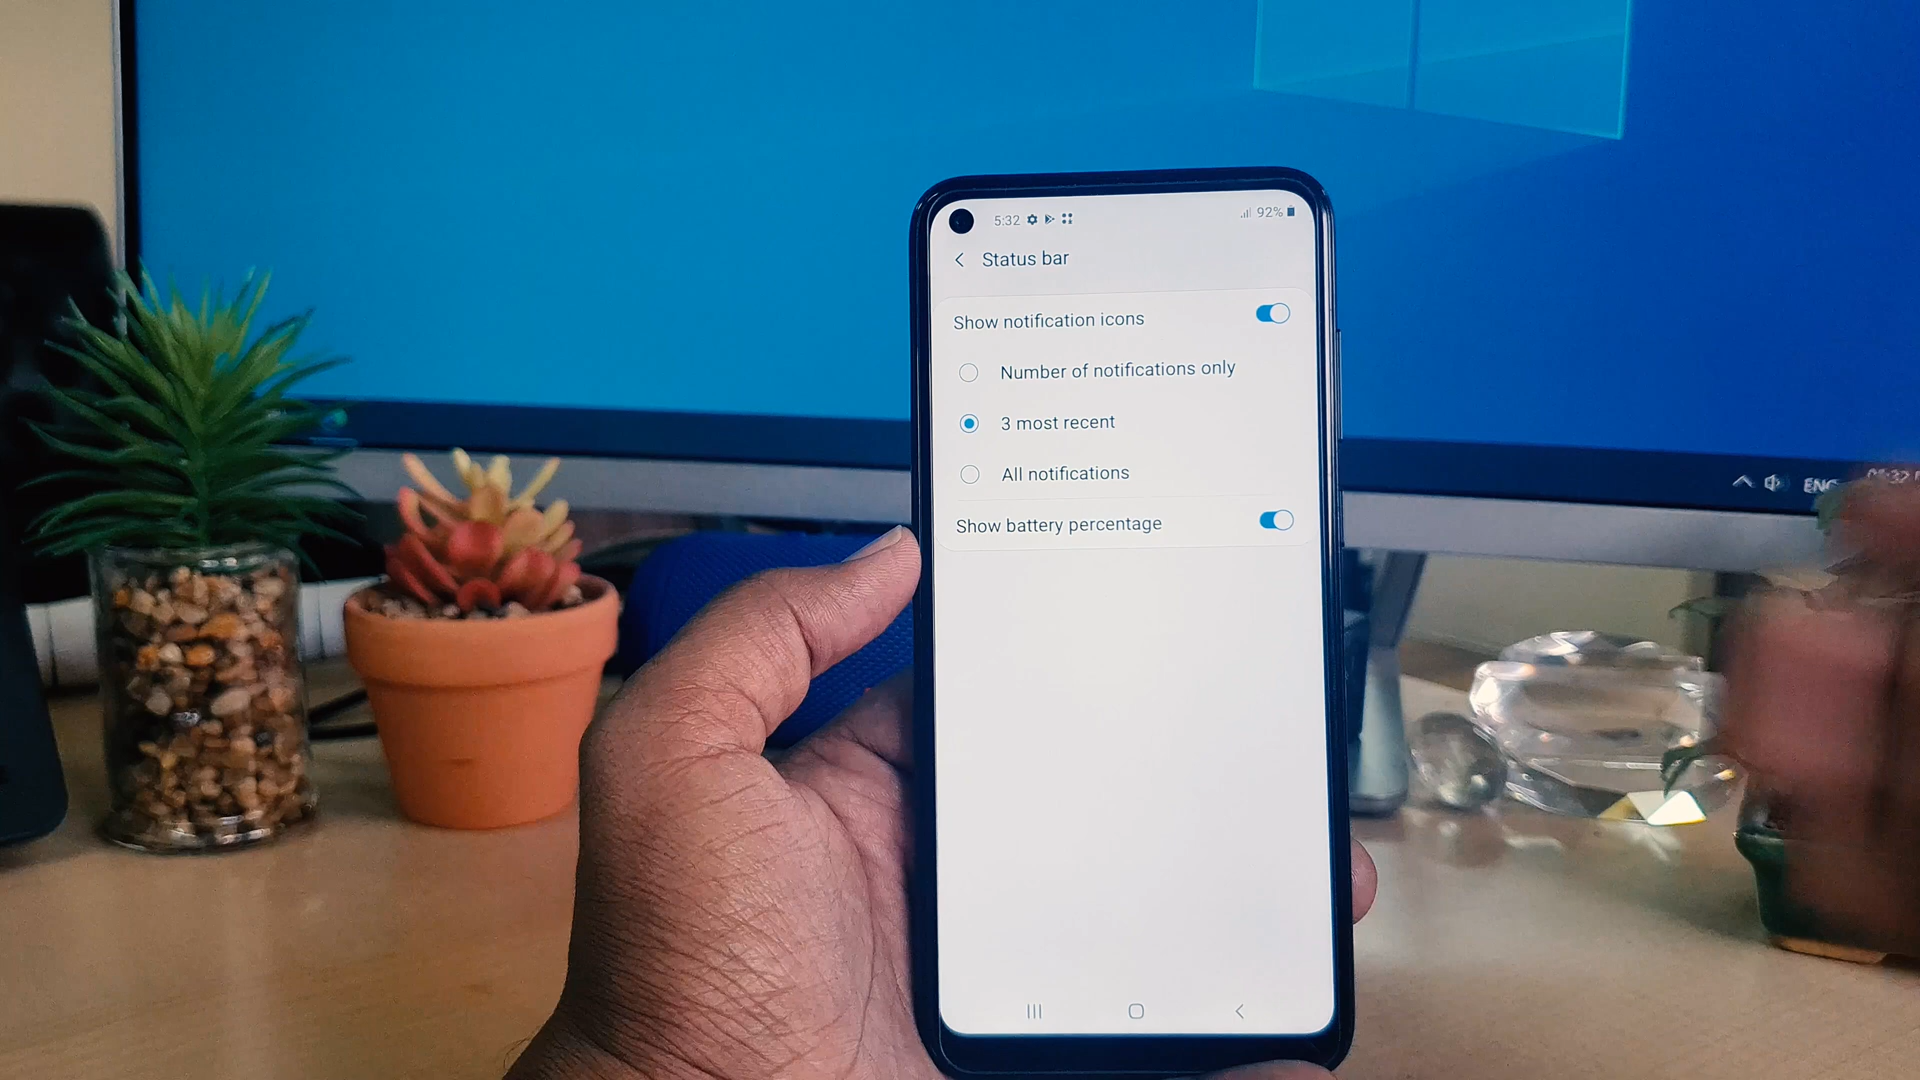 5:32
92%
Status bar
Show notification icons
Number of notifications only
3 most recent
All notifications
Show battery percentage
ENG